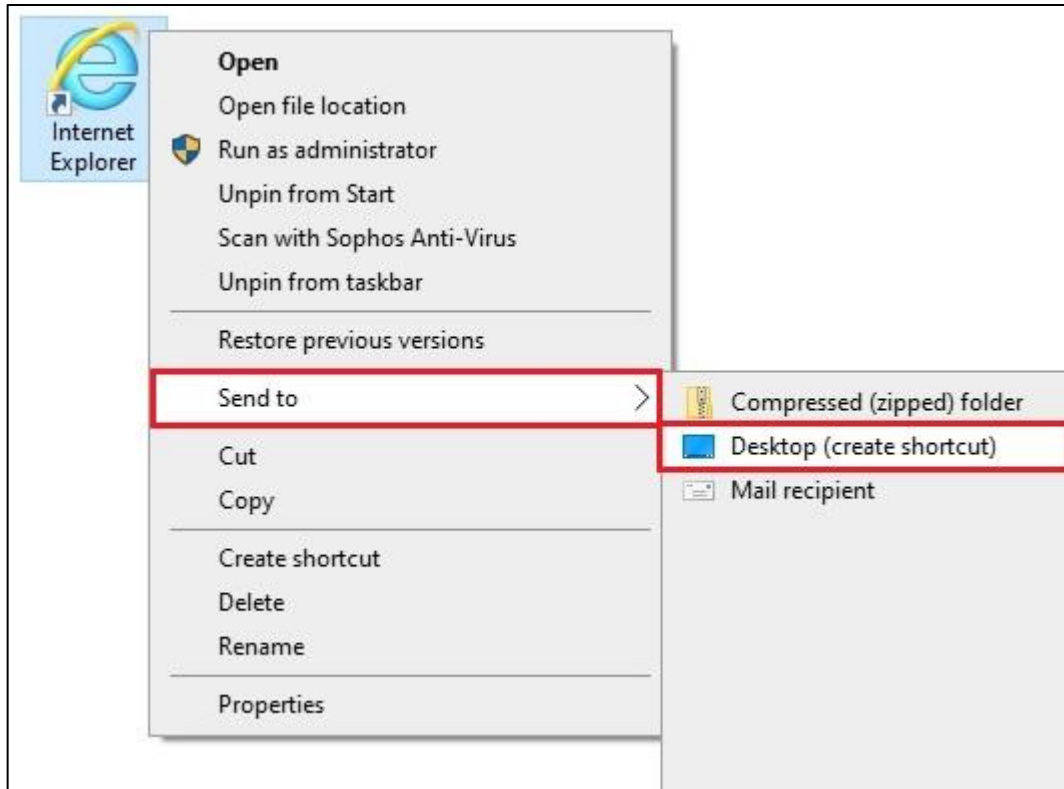 Internet
Explorer
Open
Open file location
Run as administrator
Unpin from Start
Scan with Sophos Anti-Virus
Unpin from taskbar
Restore previous versions
Send to
Cut
Copy
Create shortcut
Delete
Rename
Properties
Compressed (zipped) folder
Desktop (create shortcut)
Mail recipient